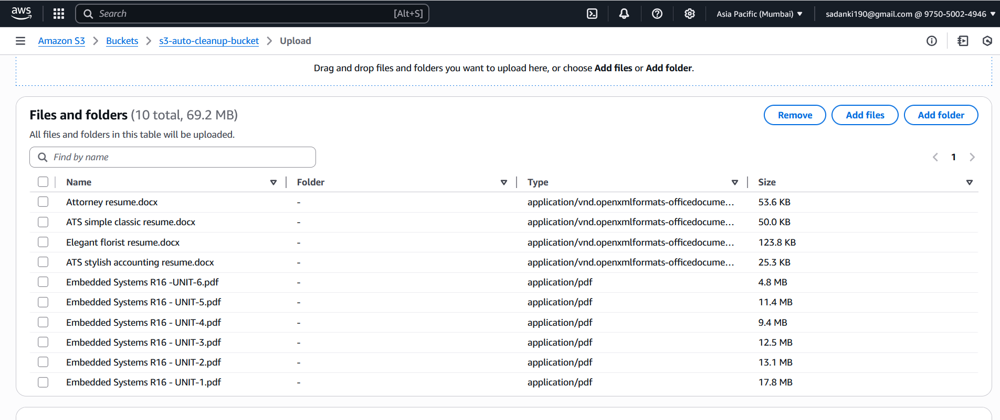 aws Search [Alt+S] Asia Pacific (Mumbai) sadanki190@gmail.com @ 9750-5002-4946
Amazon S3 Buckets s3-auto-cleanup-bucket Upload
Drag and drop files and folders you want to upload here, or choose Add files or Add folder.
Files and folders (10 total, 69.2 MB) Remove Add files Add folder
All files and folders in this table will be uploaded.
Find by name 1
Name Folder Type Size
Attorney resume.docx - application/vnd.openxmlformats-officedocume... 53.6 KB
ATS simple classic resume.docx - application/vnd.openxmlformats-officedocume... 50.0 KB
Elegant florist resume.docx - application/vnd.openxmlformats-officedocume... 123.8 KB
ATS stylish accounting resume.docx - application/vnd.openxmlformats-officedocume... 25.3 KB
Embedded Systems R16 -UNIT-6.pdf - application/pdf 4.8 MB
Embedded Systems R16 - UNIT-5.pdf - application/pdf 11.4 MB
Embedded Systems R16 - UNIT-4.pdf - application/pdf 9.4 MB
Embedded Systems R16 - UNIT-3.pdf - application/pdf 12.5 MB
Embedded Systems R16 - UNIT-2.pdf - application/pdf 13.1 MB
Embedded Systems R16 - UNIT-1.pdf - application/pdf 17.8 MB